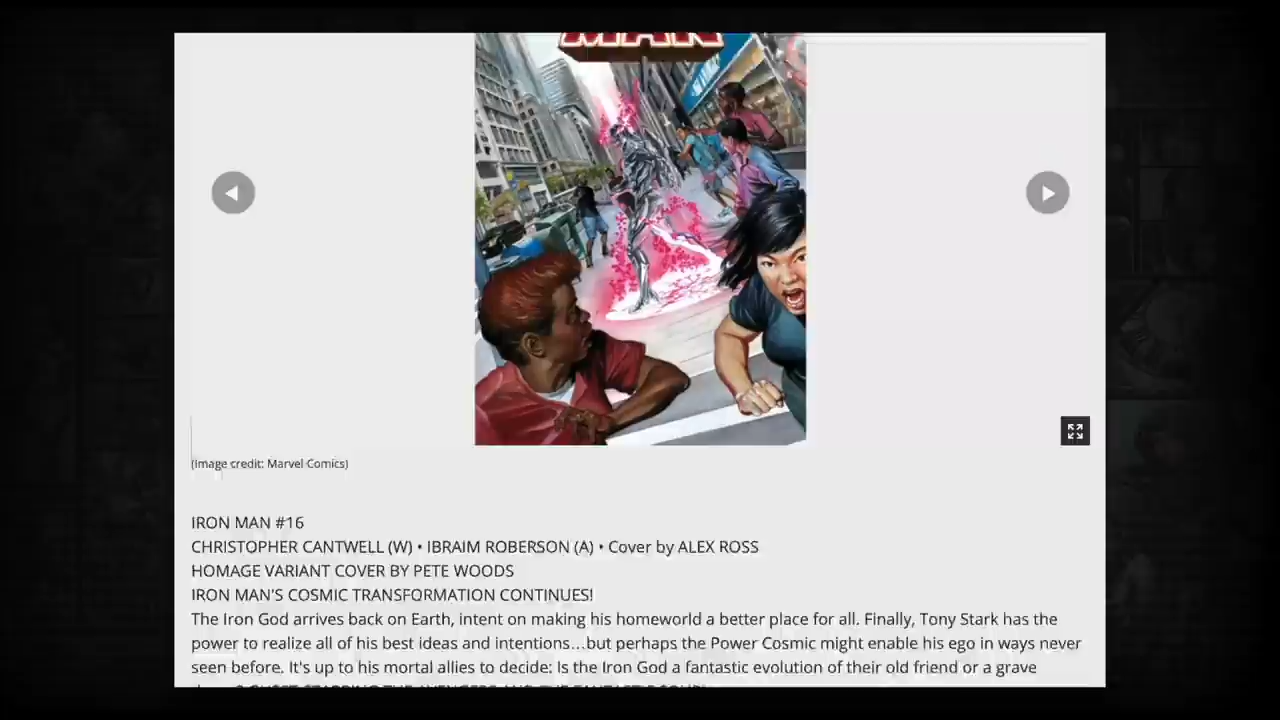 MAN
(Image credit: Marvel Comics)
IRON MAN #16
CHRISTOPHER CANTWELL (W) • IBRAIM ROBERSON (A) • Cover by ALEX ROSS
HOMAGE VARIANT COVER BY PETE WOODS
IRON MAN'S COSMIC TRANSFORMATION CONTINUES!
The Iron God arrives back on Earth, intent on making his homeworld a better place for all. Finally, Tony Stark has the
power to realize all of his best ideas and intentions…but perhaps the Power Cosmic might enable his ego in ways never
seen before. It's up to his mortal allies to decide: Is the Iron God a fantastic evolution of their old friend or a grave